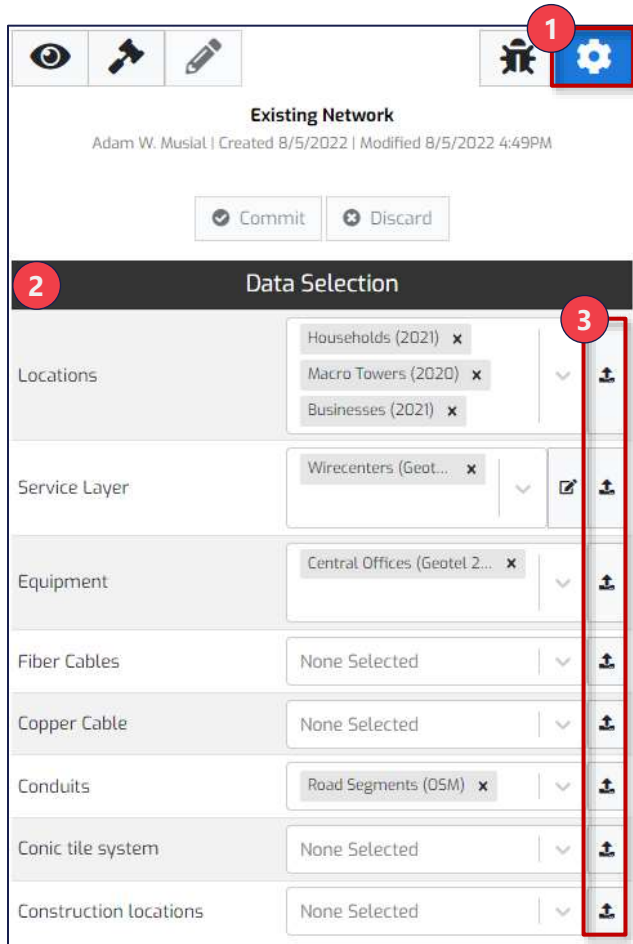 1
Existing Network
Adam W. Musial | Created 8/5/2022 | Modified 8/5/2022 4:49PM
Commit
Discard
2
Data Selection
3
Locations
Households (2021) x
Macro Towers (2020) x
Businesses (2021) x
Service Layer
Wirecenters (Geot... x
Equipment
Central Offices (Geotel 2... x
Fiber Cables
None Selected
Copper Cable
None Selected
Conduits
Road Segments (OSM) x
Conic tile system
None Selected
Construction locations
None Selected